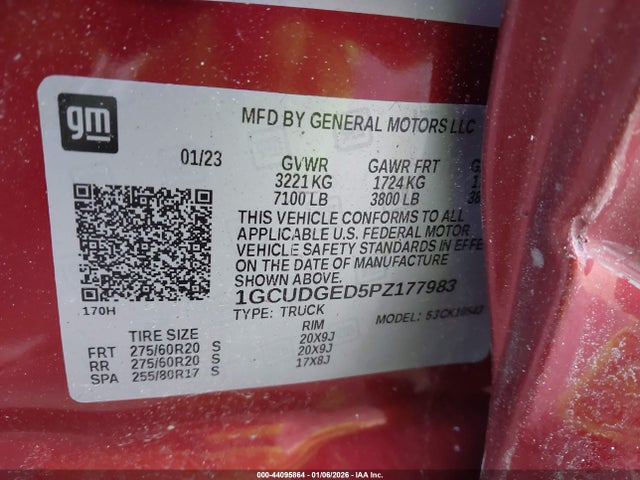 gm
MFD BY GENERAL MOTORS LLC
01/23
GVWR GAWR FRT
3221 KG 1724 KG
7100 LB 3800 LB
THIS VEHICLE CONFORMS TO ALL
APPLICABLE U.S. FEDERAL MOTOR
VEHICLE SAFETY STANDARDS IN EFFE
ON THE DATE OF MANUFACTURE
SHOWN ABOVE.
1GCUDGED5PZ177983
170H
TYPE: TRUCK MODEL:
TIRE SIZE RIM
FRT 275/60R20 S 20X9J
RR 275/60R20 S 20X9J
SPA 255/80R17 S 17X8J
000-44095864 01/06/2026 IAA Inc.